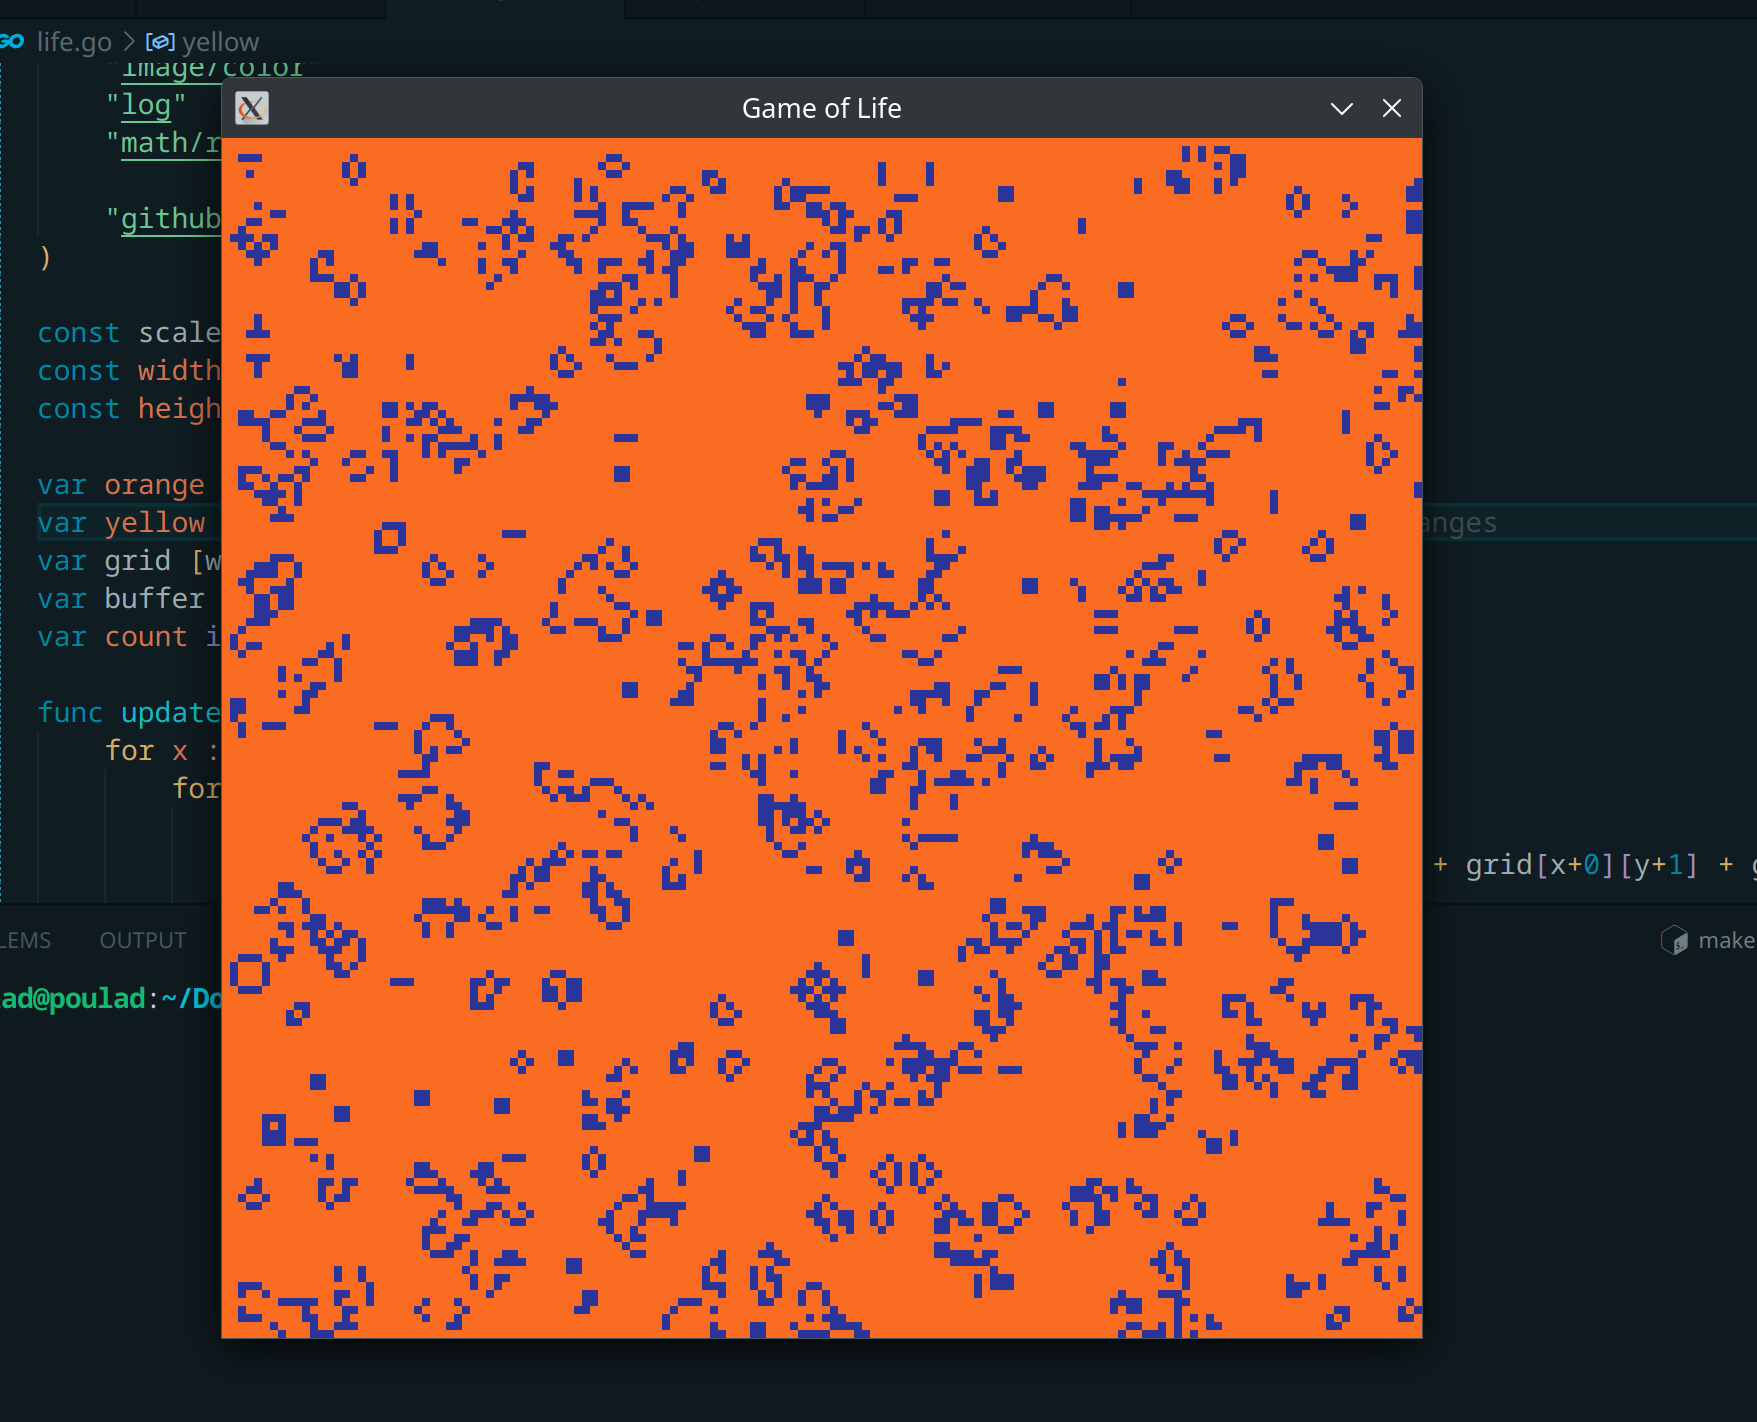 GO life.go > yellow
"image/color"
"log"
"math/r
"github
)
Game of Life
const scale
const width
const heigh
var orange
var yellow
anges
var grid [w
var buffer
var count i
func update
for x :
for
+ grid[x+0][y+1] + g
LEMS OUTPUT
make
ad@poulad:~/Do